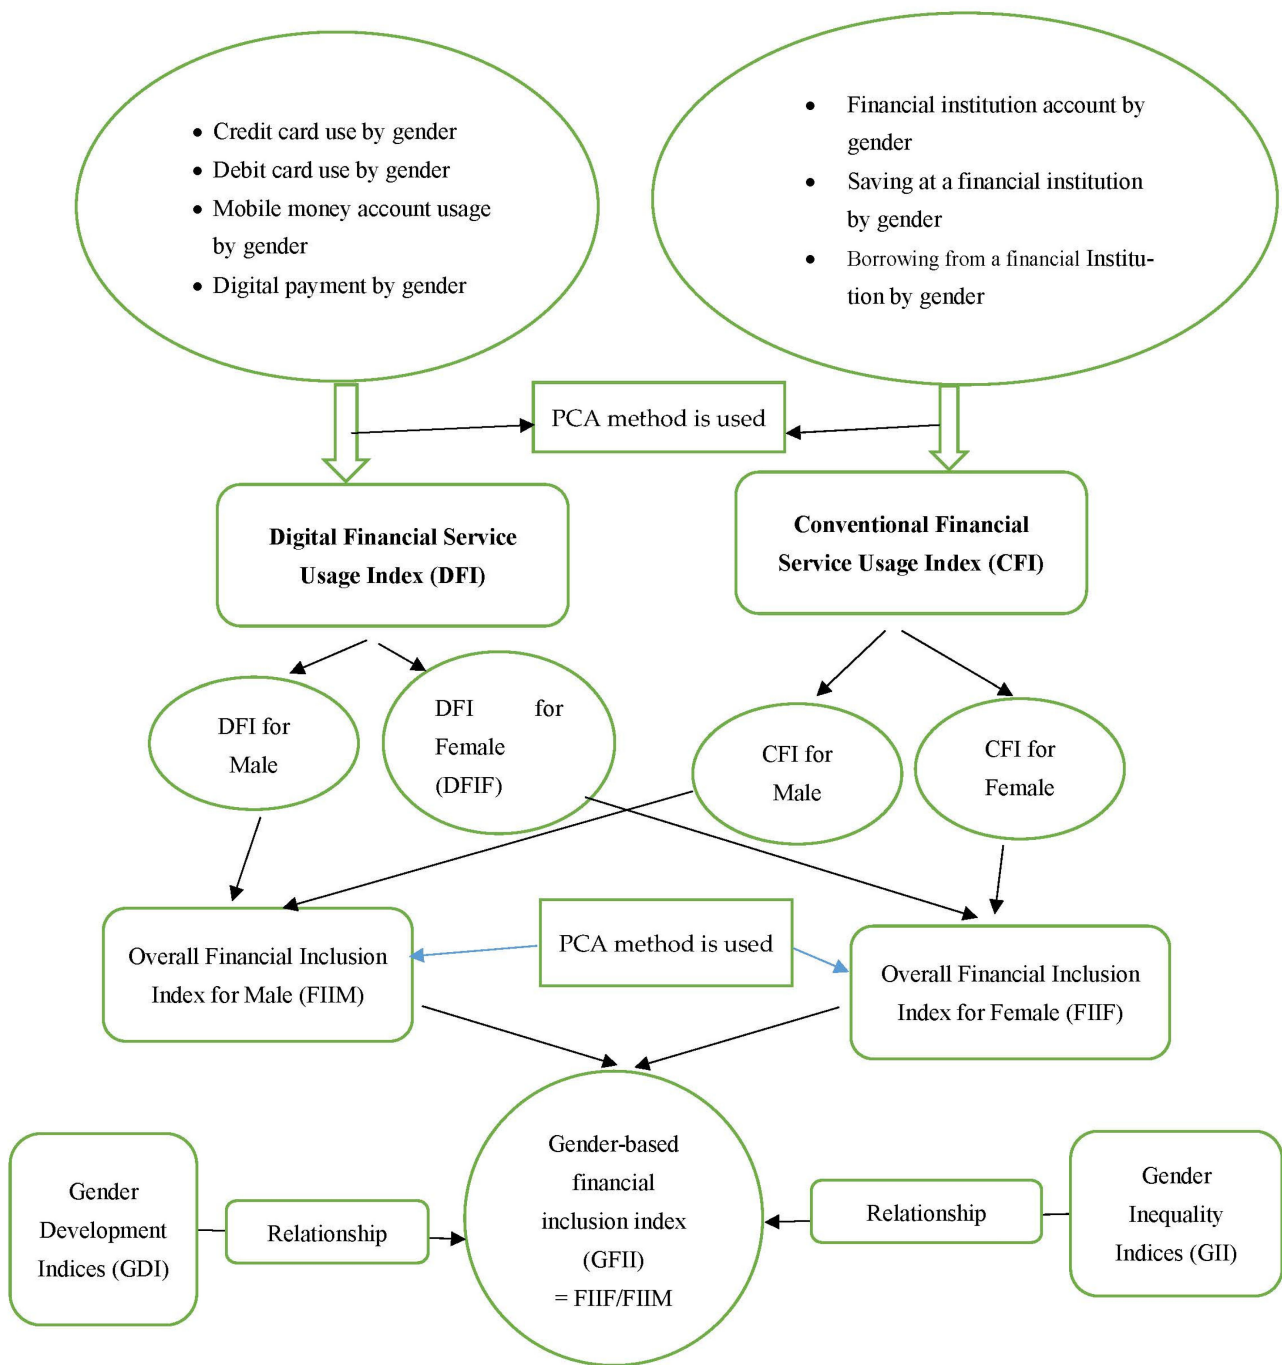 • Credit card use by gender
• Debit card use by gender
• Mobile money account usage
by gender
• Digital payment by gender
• Financial institution account by
gender
• Saving at a financial institution
by gender
• Borrowing from a financial Institu-
tion by gender
PCA method is used
Digital Financial Service
Usage Index (DFI)
Conventional Financial
Service Usage Index (CFI)
DFI for
Male
DFI for
Female
(DFIF)
CFI for
Male
CFI for
Female
Overall Financial Inclusion
Index for Male (FIIM)
PCA method is used
Overall Financial Inclusion
Index for Female (FIIF)
Gender
Development
Indices (GDI)
Relationship
Gender-based
financial
inclusion index
(GFII)
= FIIF/FIIM
Relationship
Gender
Inequality
Indices (GII)